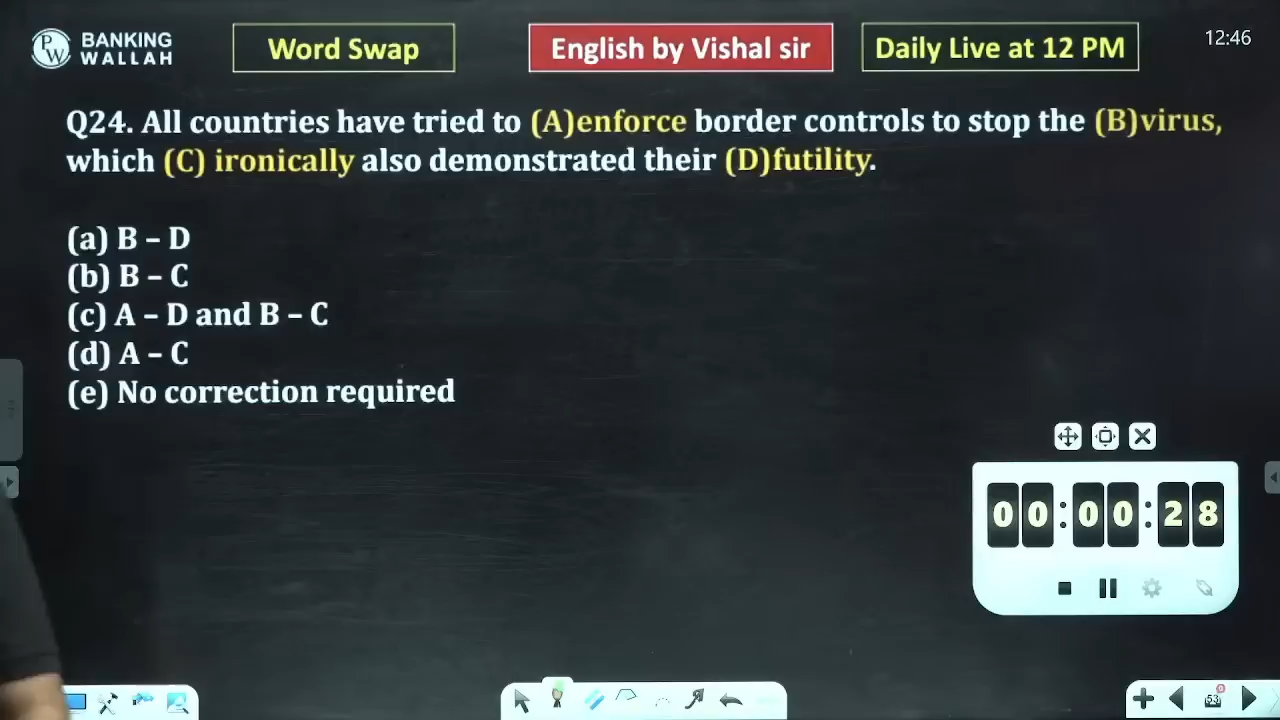 PW
BANKING
WALLAH
Word Swap
English by Vishal sir
Daily Live at 12 PM
12:46
Q24. All countries have tried to (A)enforce border controls to stop the (B)virus,
which (C) ironically also demonstrated their (D)futility.
(a) B – D
(b) B – C
(c) A – D and B – C
(d) A – C
(e) No correction required
00:00:28
53